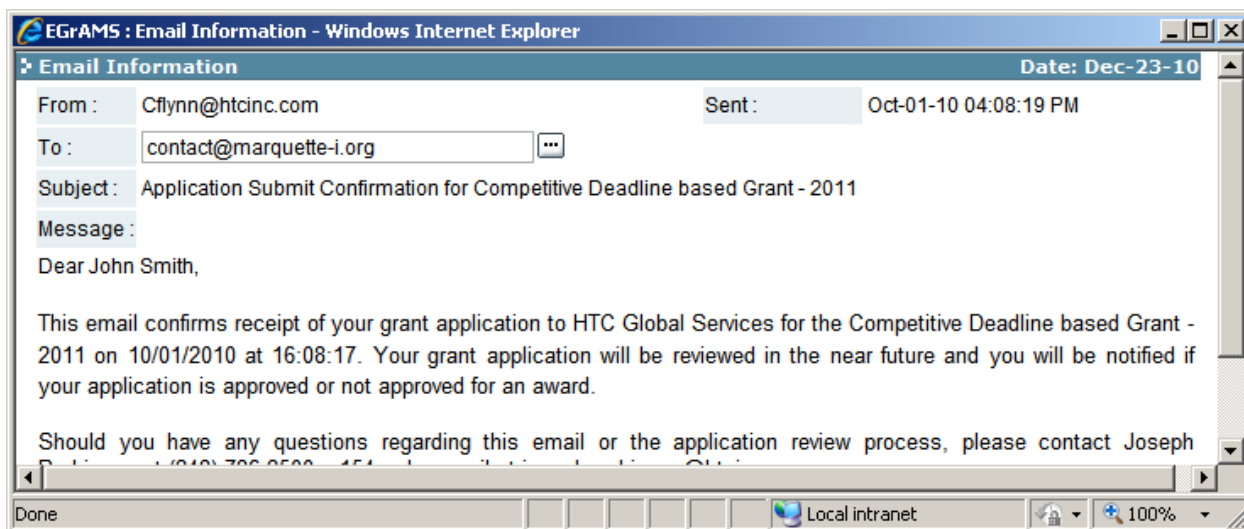 EGrAMS : Email Information - Windows Internet Explorer
Email Information Date: Dec-23-10
From : Cflynn@htcinc.com Sent : Oct-01-10 04:08:19 PM
To : contact@marquette-i.org ...
Subject : Application Submit Confirmation for Competitive Deadline based Grant - 2011
Message :
Dear John Smith,
This email confirms receipt of your grant application to HTC Global Services for the Competitive Deadline based Grant -
2011 on 10/01/2010 at 16:08:17. Your grant application will be reviewed in the near future and you will be notified if
your application is approved or not approved for an award.
Should you have any questions regarding this email or the application review process, please contact Joseph
Done Local intranet 100%